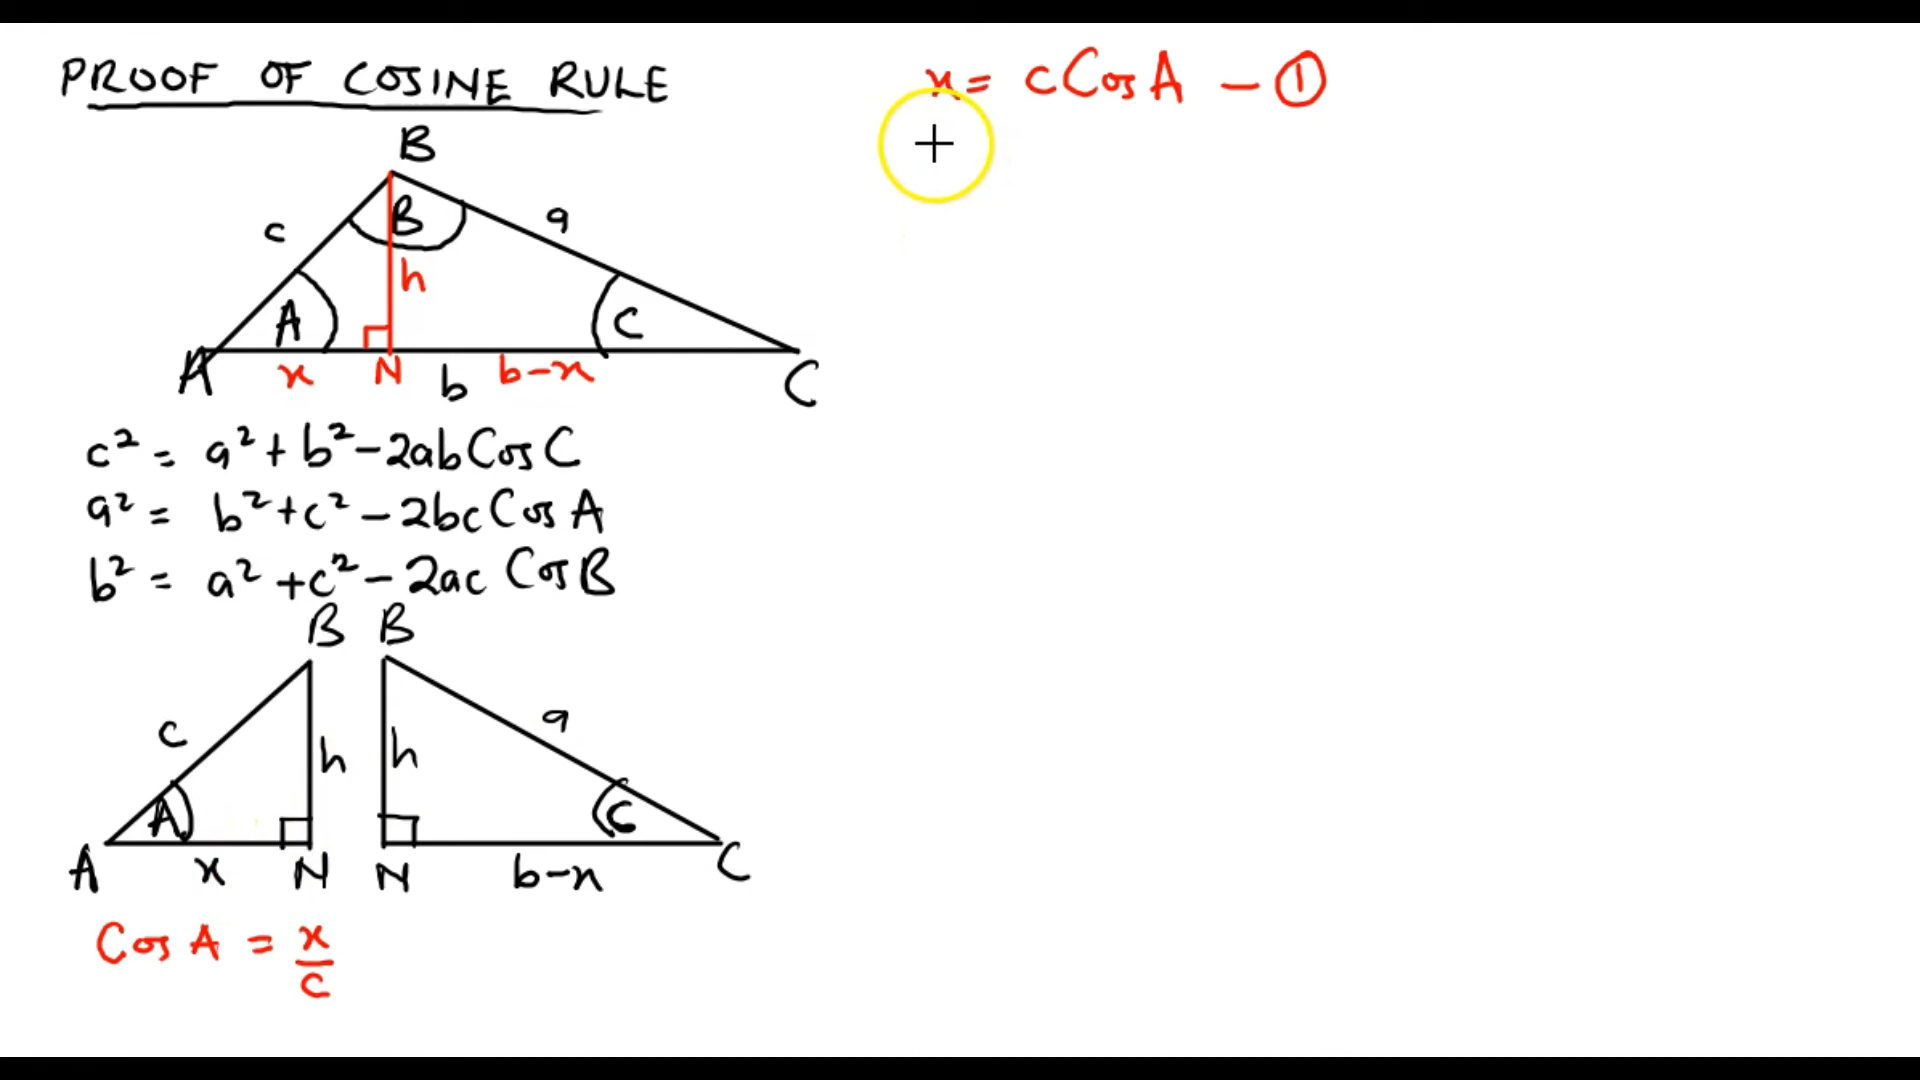 PROOF OF COSINE RULE
x = c Cos A - ①
B
B
c
a
h
A
C
A
x
N
b
b-x
C
c² = a² + b² - 2ab Cos C
a² = b² + c² - 2bc Cos A
b² = a² + c² - 2ac Cos B
B B
c
h
h
a
A
C
A
x
N
N
b-x
C
Cos A = x/c